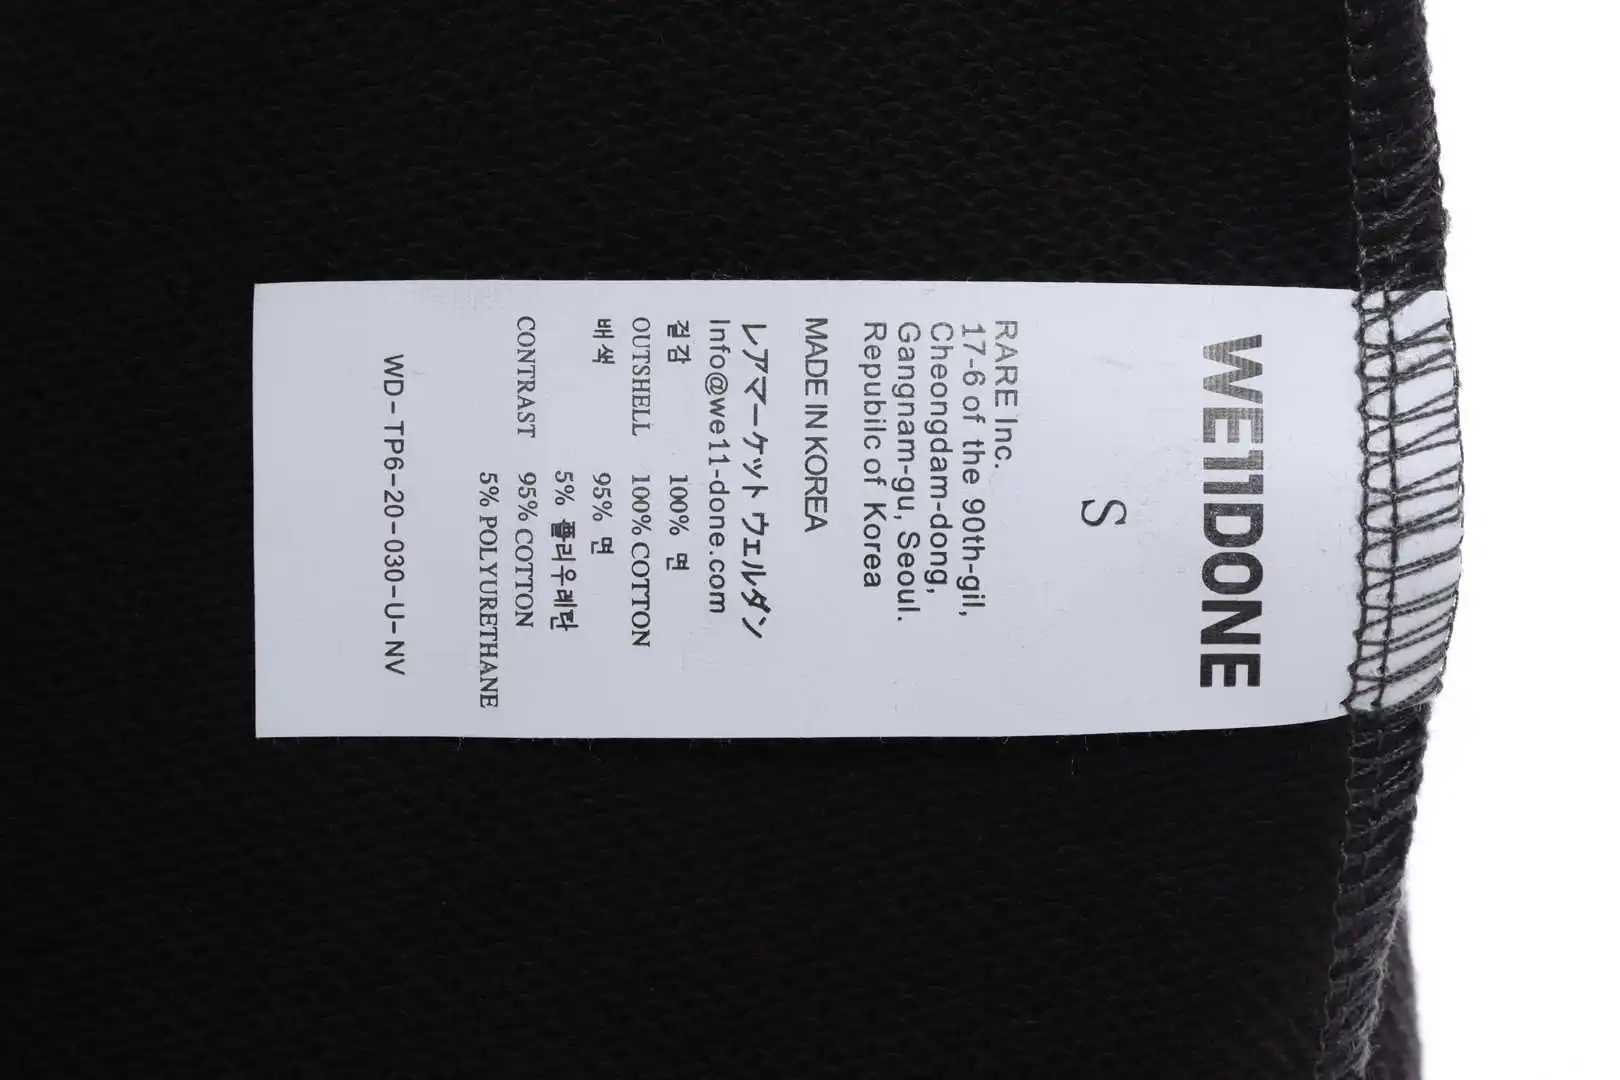 WE11DONE
S
RARE Inc.
17-6 of the 90th-gil,
Cheongdam-dong,
Gangnam-gu, Seoul.
Repubilc of Korea
MADE IN KOREA
レアマーケット ウェルダン
Info@we11-done.com
겉감 100% 면
OUTSHELL 100% COTTON
배색 95% 면
5% 폴리우레탄
CONTRAST 95% COTTON
5% POLYURETHANE
WD-TP6-20-030-U-NV